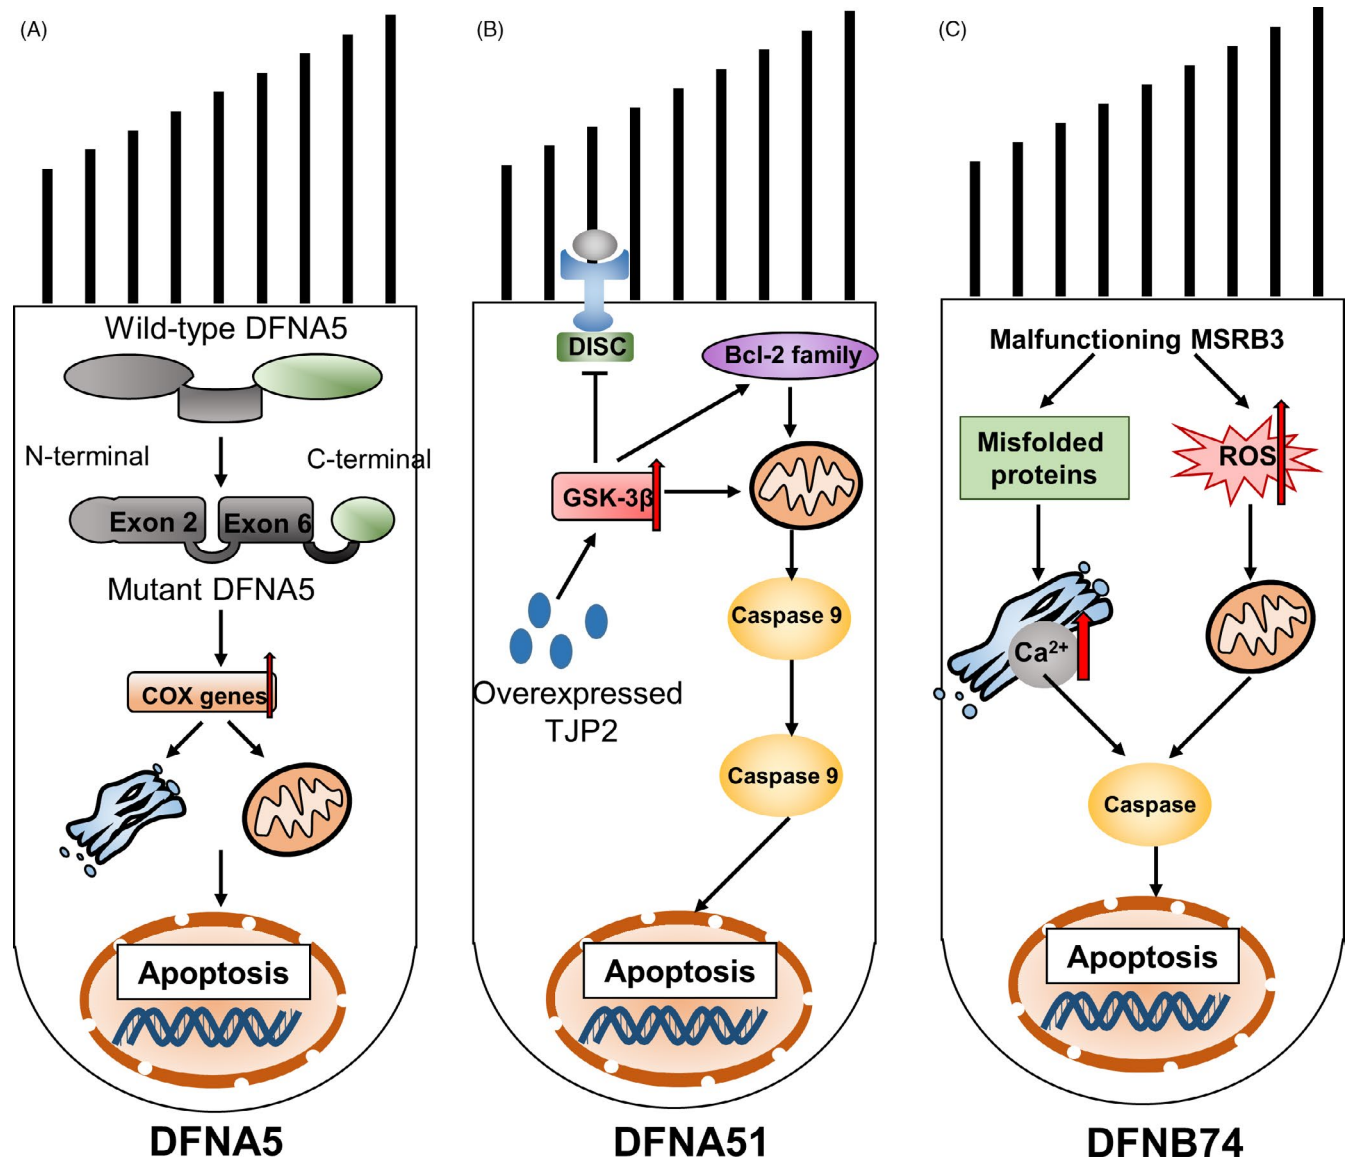 (A)
Wild-type DFNA5
N-terminal
C-terminal
Exon 2
Exon 6
Mutant DFNA5
COX genes
Apoptosis
DFNA5
(B)
DISC
Bcl-2 family
GSK-3β
Caspase 9
Overexpressed
TJP2
Caspase 9
Apoptosis
DFNA51
(C)
Malfunctioning MSRB3
Misfolded
proteins
ROS
Ca²⁺
Caspase
Apoptosis
DFNB74